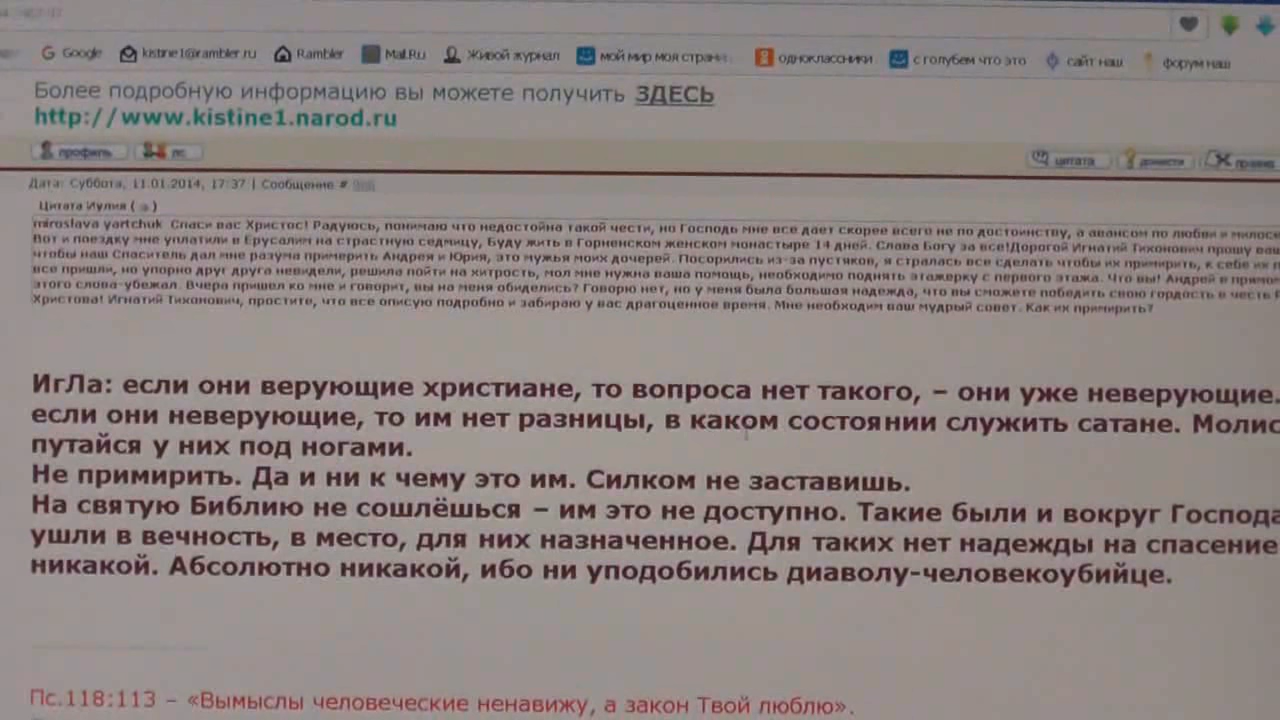 Google kistine1@rambler.ru Rambler Mail.Ru Живой журнал мой мир моя страни одноклассники с голубем что это сайт наш форум наш
Более подробную информацию вы можете получить ЗДЕСЬ
http://www.kistine1.narod.ru
профиль лс цитата
Дата: Суббота, 11.01.2014, 17:37 | Сообщение #
Цитата Иулия ( )
miroslava yartchuk Спаси вас Христос! Радуюсь, понимаю что недостойна такой чести, но Господь мне все дает скорее всего не по достоинству, а авансом по любви и милосе
Вот и поездку мне уплатили в Ерусалим на страстную седмицу, Буду жить в Горненском женском монастыре 14 дней. Слава Богу за все!Дорогой Игнатий Тихонович прошу ваш
чтобы наш Спаситель дал мне разума примерить Андрея и Юрия, это мужья моих дочерей. Посорились из-за пустяков, я стралась все сделать чтобы их примирить, к себе их п
все пришли, но упорно друг друга невидели, решила пойти на хитрость, мол мне нужна ваша помощь, необходимо поднять этажерку с первого этажа. Что вы! Андрей в прямом
этого слова-убежал. Вчера пришел ко мне и говорит, вы на меня обиделись? Говорю нет, но у меня была большая надежда, что вы сможете победить свою гордость в честь
Христова! Игнатий Тихонович, простите, что все описую подробно и забираю у вас драгоценное время. Мне необходим ваш мудрый совет. Как их примирить?
ИгЛа: если они верующие христиане, то вопроса нет такого, – они уже неверующие.
если они неверующие, то им нет разницы, в каком состоянии служить сатане. Молис
путайся у них под ногами.
Не примирить. Да и ни к чему это им. Силком не заставишь.
На святую Библию не сошлёшься – им это не доступно. Такие были и вокруг Господа
ушли в вечность, в место, для них назначенное. Для таких нет надежды на спасение
никакой. Абсолютно никакой, ибо ни уподобились диаволу-человекоубийце.
Пс.118:113 – «Вымыслы человеческие ненавижу, а закон Твой люблю».